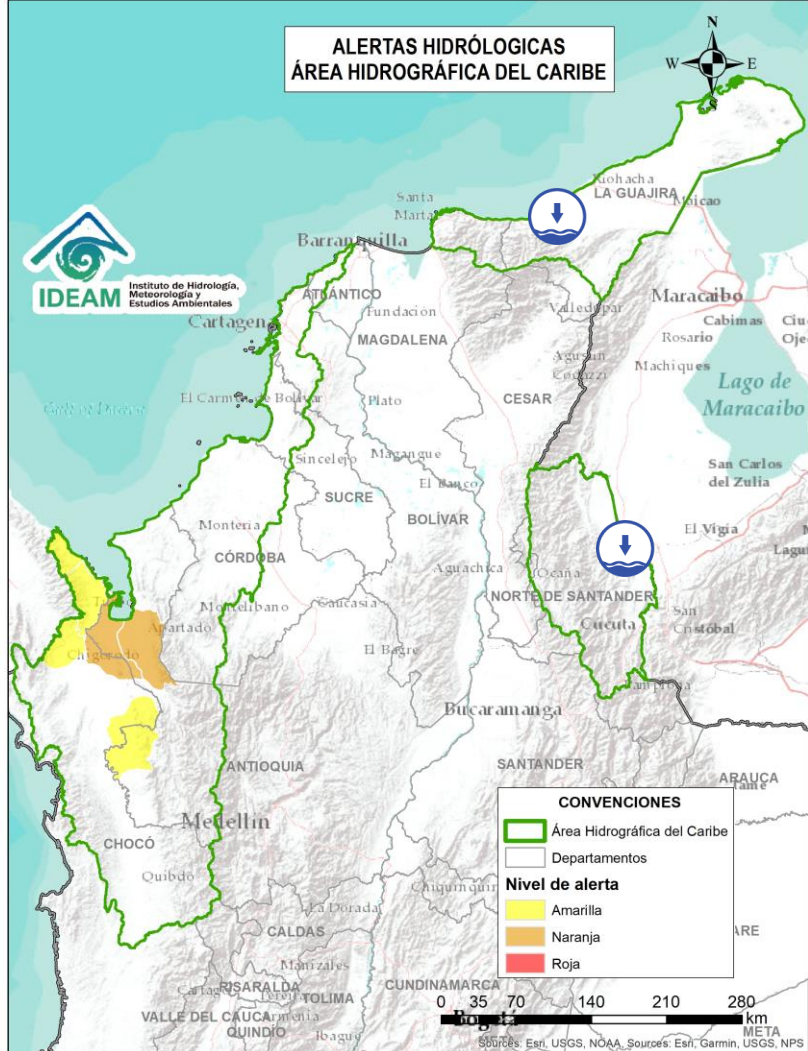 ALERTAS HIDRÓLOGICAS
ÁREA HIDROGRÁFICA DEL CARIBE
N
W
E
S
IDEAM
Instituto de Hidrología,
Meteorología y
Estudios Ambientales
Riohacha
LA GUAJIRA
Maicao
Santa
Marta
Barranquilla
ATLÁNTICO
Cartagena
Fundación
MAGDALENA
Valledupar
Maracaibo
Cabimas
Rosario
Machiques
Agustín
Codazzi
CESAR
Lago de
Maracaibo
El Carmen de Bolívar
Plato
Sincelejo
Magangue
SUCRE
El Banco
BOLÍVAR
San Carlos
del Zulia
El Vigía
Montería
CÓRDOBA
Aguachica
Ocaña
NORTE DE SANTANDER
Montelíbano
Caucasia
Apartado
Cucuta
San
Cristóbal
Chigorodo
El Bagre
Pamplona
Bucaramanga
ANTIOQUIA
SANTANDER
ARAUCA
Medellín
CHOCÓ
Quibdó
La Dorada
CALDAS
Manizales
RISARALDA
TOLIMA
CUNDINAMARCA
VALLE DEL CAUCA
Armenia
QUINDÍO
Ibagué
Bogotá
META
CONVENCIONES
Área Hidrográfica del Caribe
Departamentos
Nivel de alerta
Amarilla
Naranja
Roja
0 35 70 140 210 280
km
Sources: Esri, USGS, NOAA, Sources: Esri, Garmin, USGS, NPS